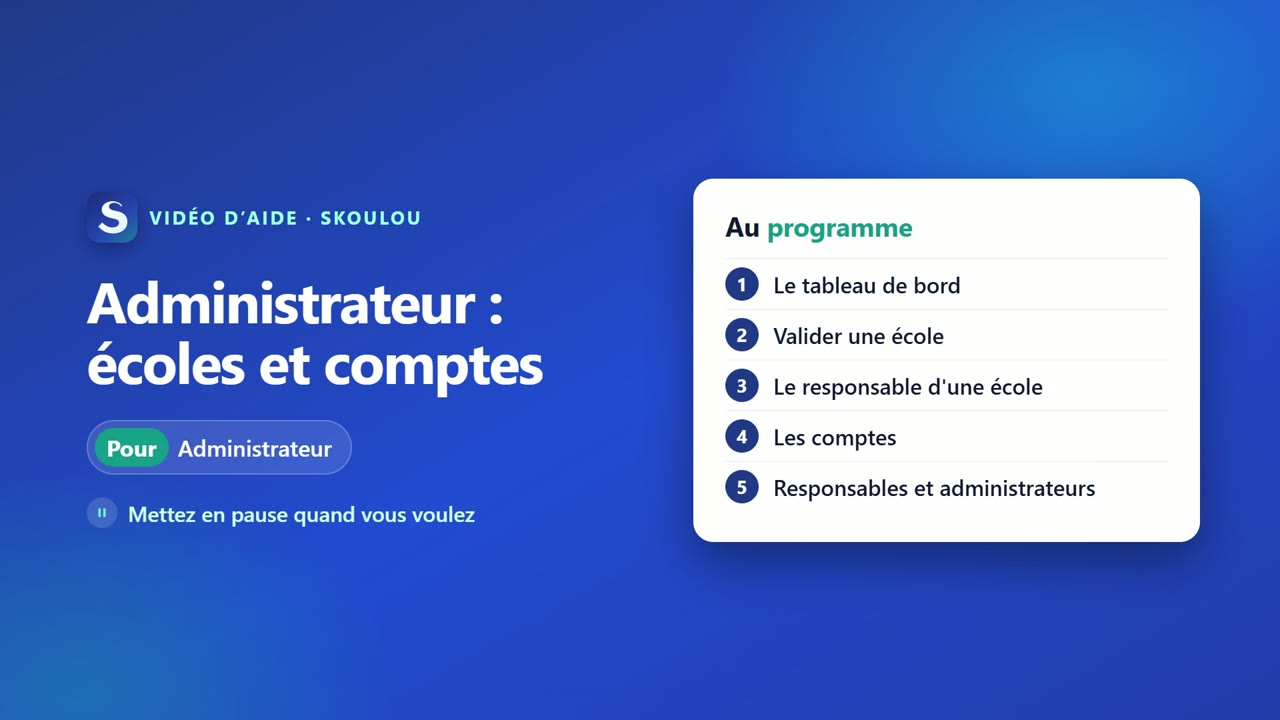 S
VIDÉO D’AIDE · SKOULOU
Administrateur :
écoles et comptes
Pour Administrateur
Mettez en pause quand vous voulez
Au programme
1 Le tableau de bord
2 Valider une école
3 Le responsable d'une école
4 Les comptes
5 Responsables et administrateurs